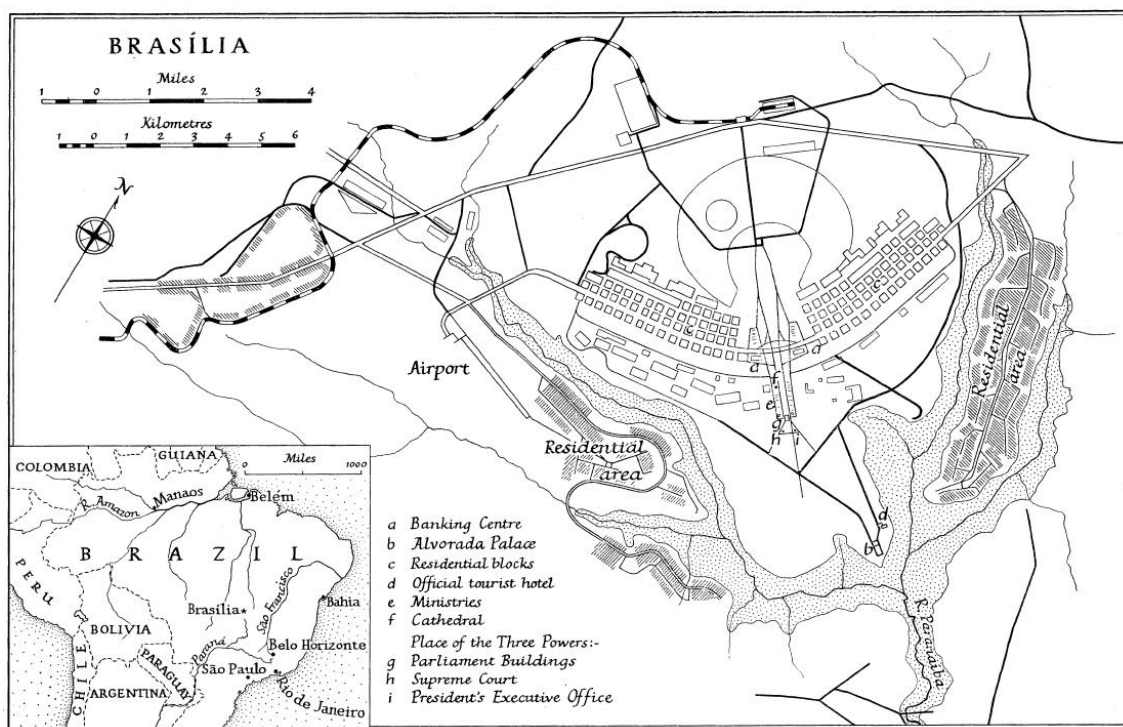 BRASÍLIA
Miles
1 0 1 2 3 4
Kilometres
1 0 1 2 3 4 5 6
N
c
c
a
d
f
e
g
h
i
d
b
Airport
Residential
area
Residential
area
R. Paranaíba
COLOMBIA
GUIANA
0 Miles 1000
R. Amazon
Manaos
Belém
BRAZIL
PERU
Brasília
São Francisco
Bahia
BOLIVIA
Paraná
Belo Horizonte
PARAGUAY
São Paulo
CHILE
ARGENTINA
Rio de Janeiro
a Banking Centre
b Alvorada Palace
c Residential blocks
d Official tourist hotel
e Ministries
f Cathedral
Place of the Three Powers:-
g Parliament Buildings
h Supreme Court
i President's Executive Office